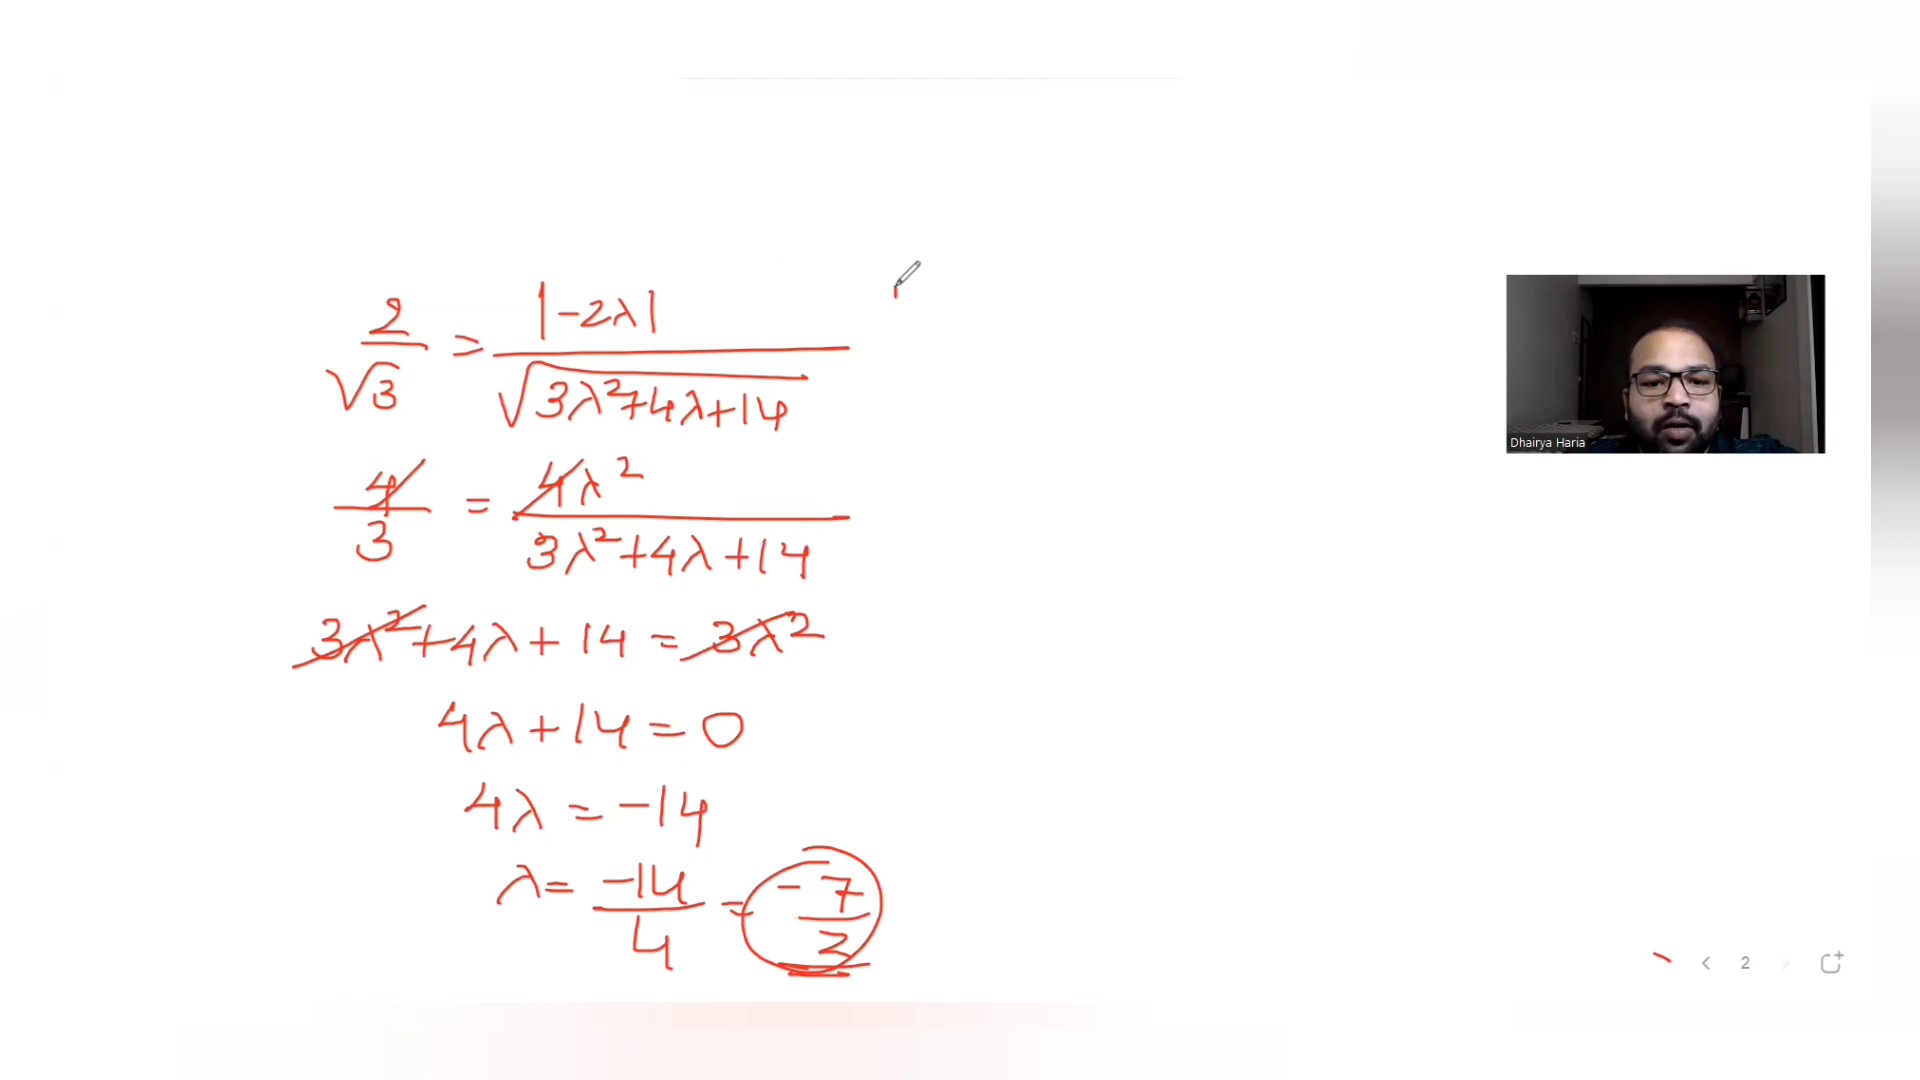 2/√3 = |-2λ|/√(3λ²+4λ+14)
4/3 = 4λ²/(3λ²+4λ+14)
3λ²+4λ+14 = 3λ²
4λ+14 = 0
4λ = -14
λ = -14/4 = -7/2
Dhairya Haria
2